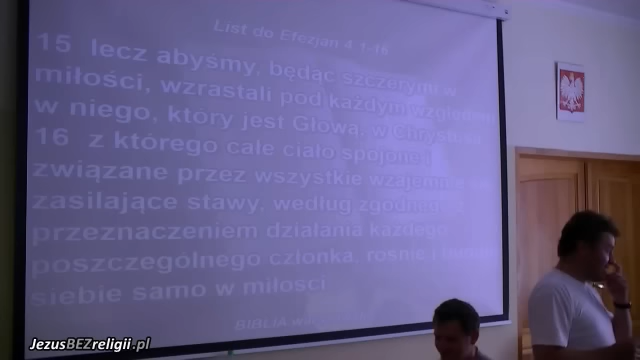 List do Efezjan 4 1-16
15 lecz abyśmy, będąc szczerymi w
miłości, wzrastali pod każdym względem
w niego, który jest Głową, w Chrystusa
16 z którego całe ciało spojone i
związane przez wszystkie wzajemnie się
zasilające stawy, według zgodnego z
przeznaczeniem działania każdego
poszczególnego członka, rośnie i buduje
siebie samo w miłości
BIBLIA
JezusBEZreligii.pl